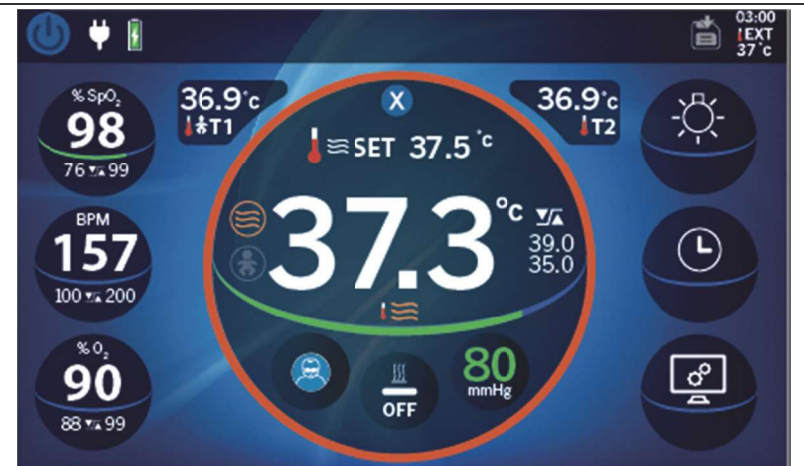 03:00
EXT
37 °c
% SpO₂
98
76 99
36.9°c
T1
X
36.9°c
T2
SET 37.5 °c
37.3 °c
39.0
35.0
BPM
157
100 200
% O₂
90
88 99
OFF
80
mmHg